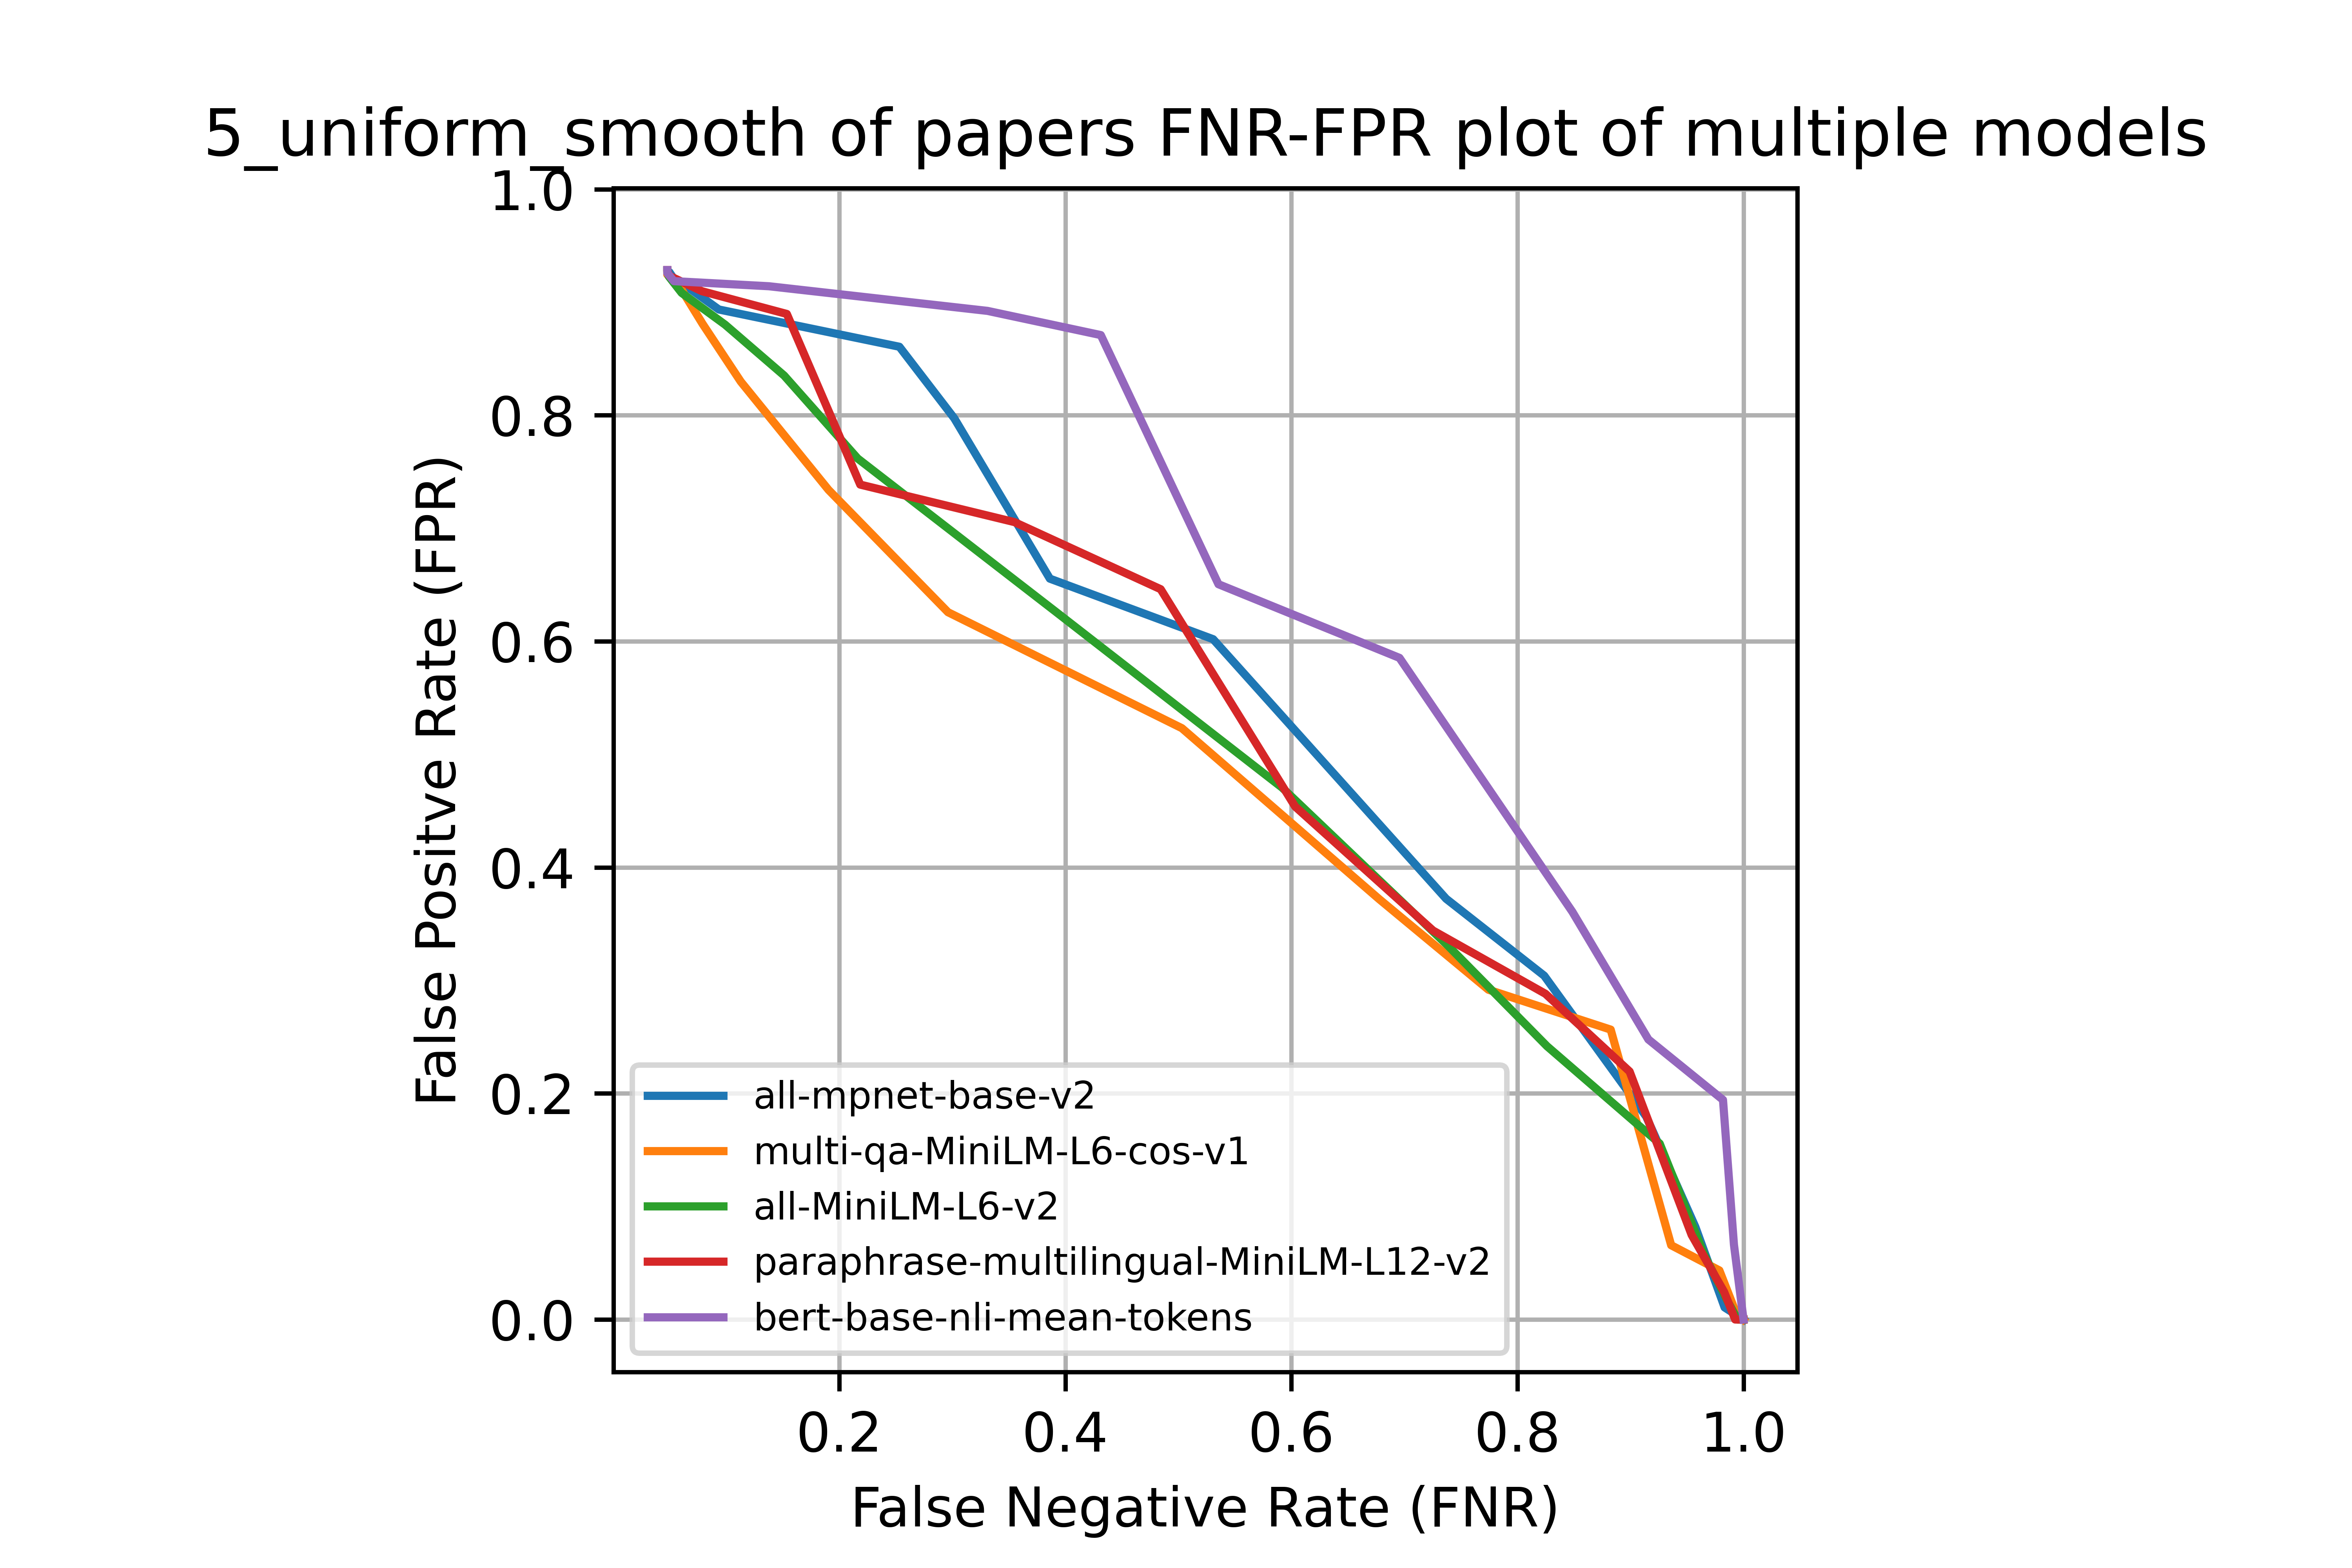 5_uniform_smooth of papers FNR-FPR plot of multiple models
1.0
0.8
0.6
0.4
0.2
0.0
False Positve Rate (FPR)
all-mpnet-base-v2
multi-qa-MiniLM-L6-cos-v1
all-MiniLM-L6-v2
paraphrase-multilingual-MiniLM-L12-v2
bert-base-nli-mean-tokens
0.2 0.4 0.6 0.8 1.0
False Negative Rate (FNR)